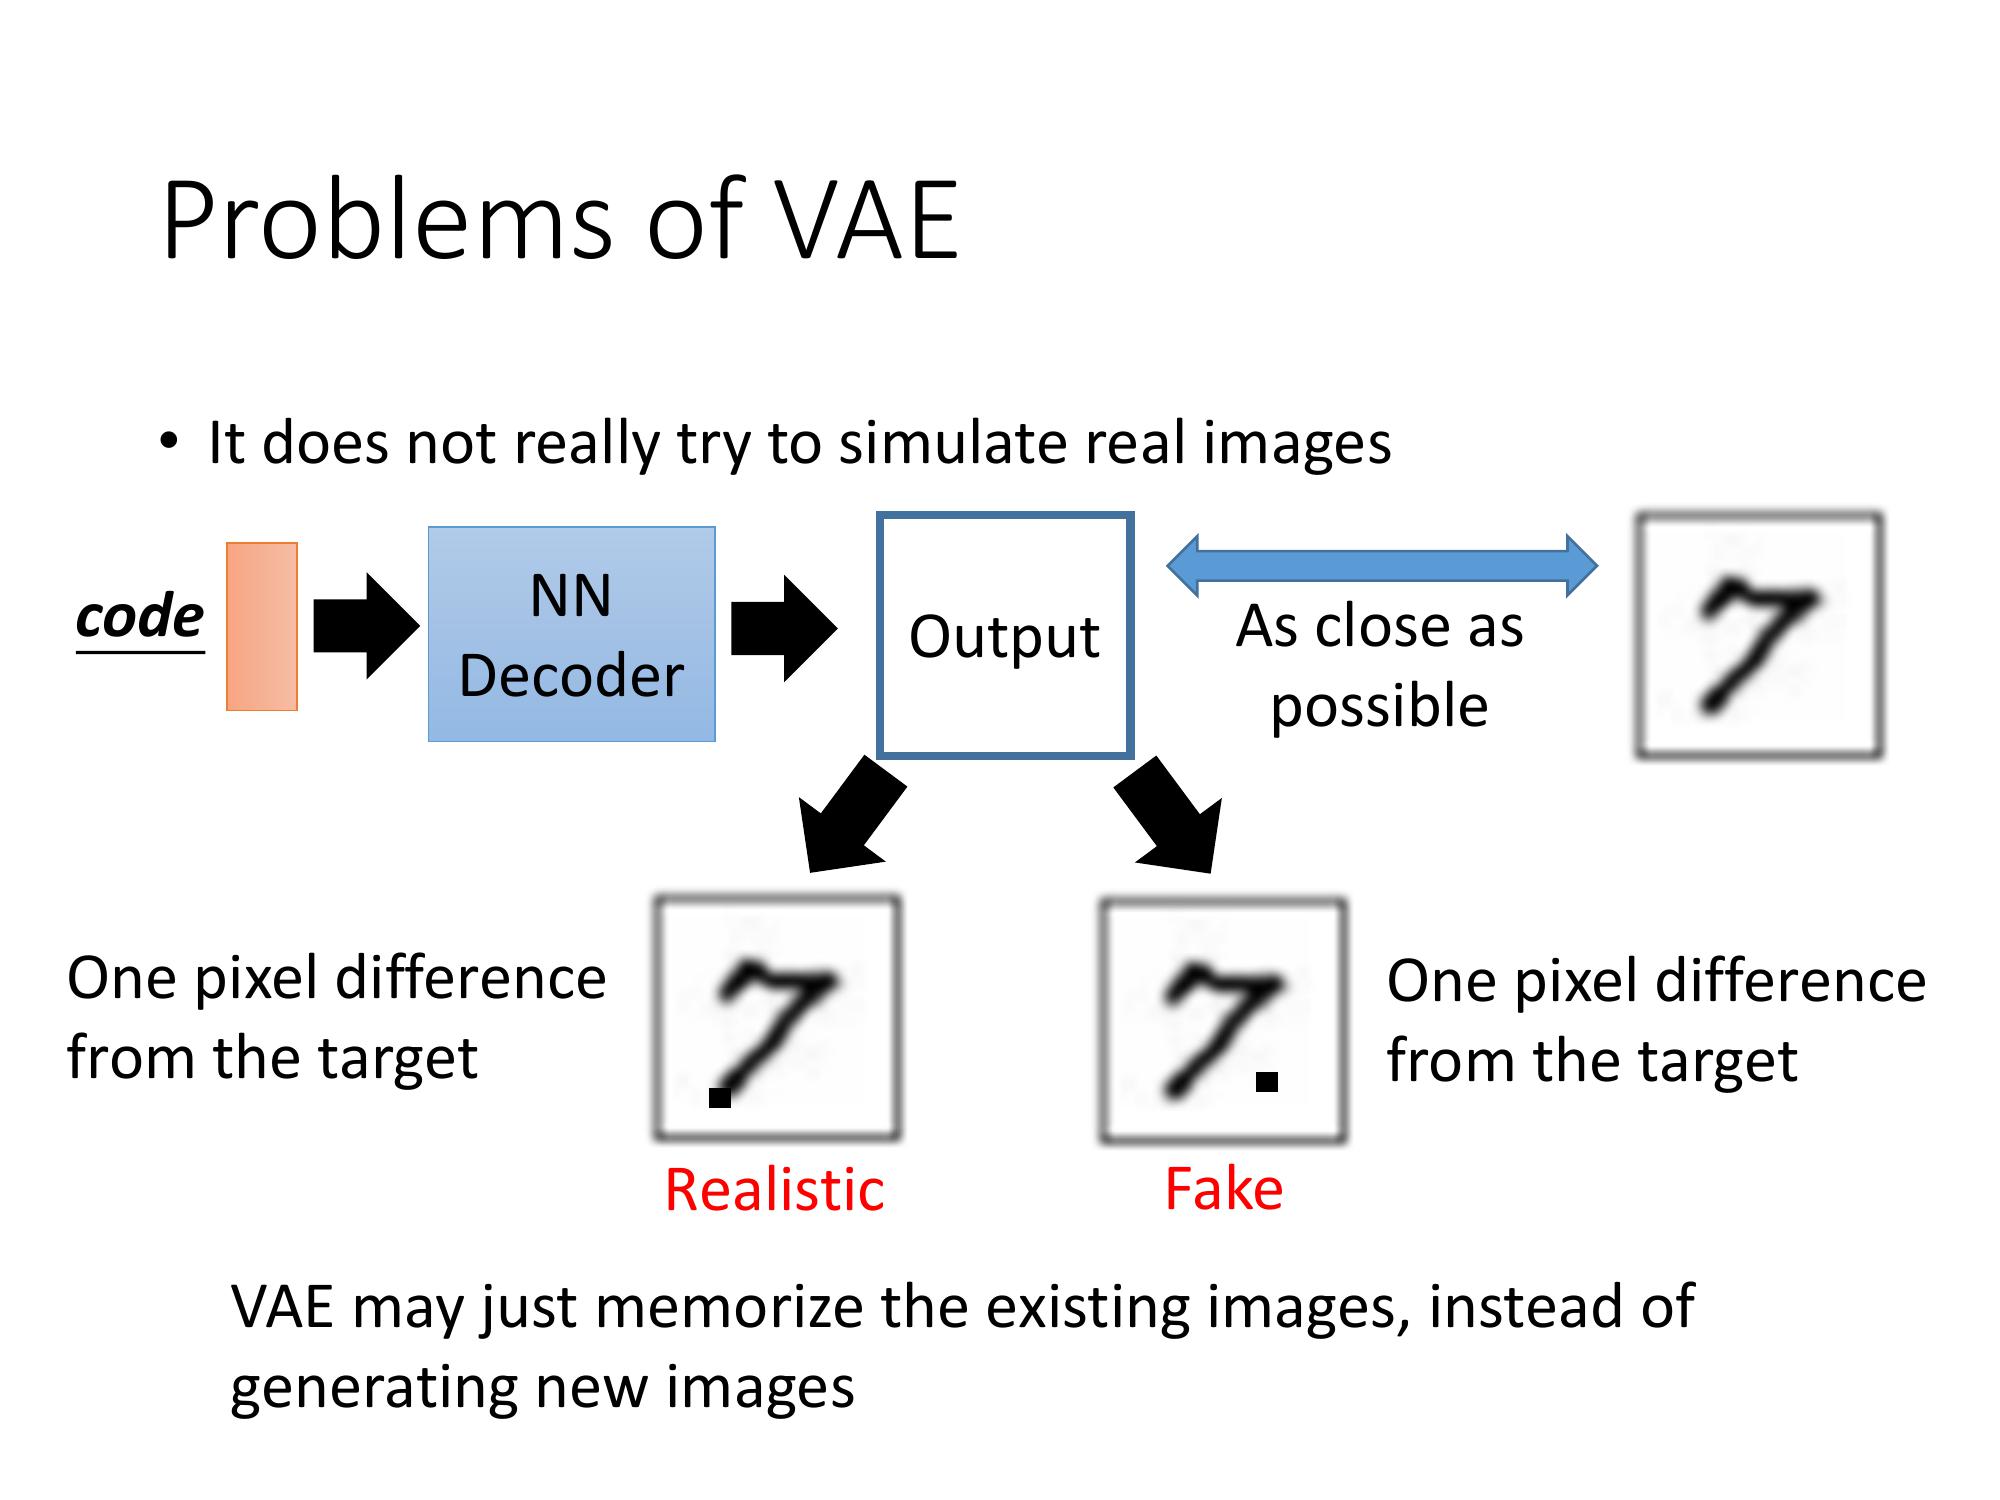 Problems of VAE
• It does not really try to simulate real images
code
NN
Decoder
Output
As close as
possible
7
One pixel difference
from the target
7
7
One pixel difference
from the target
Realistic
Fake
VAE may just memorize the existing images, instead of
generating new images